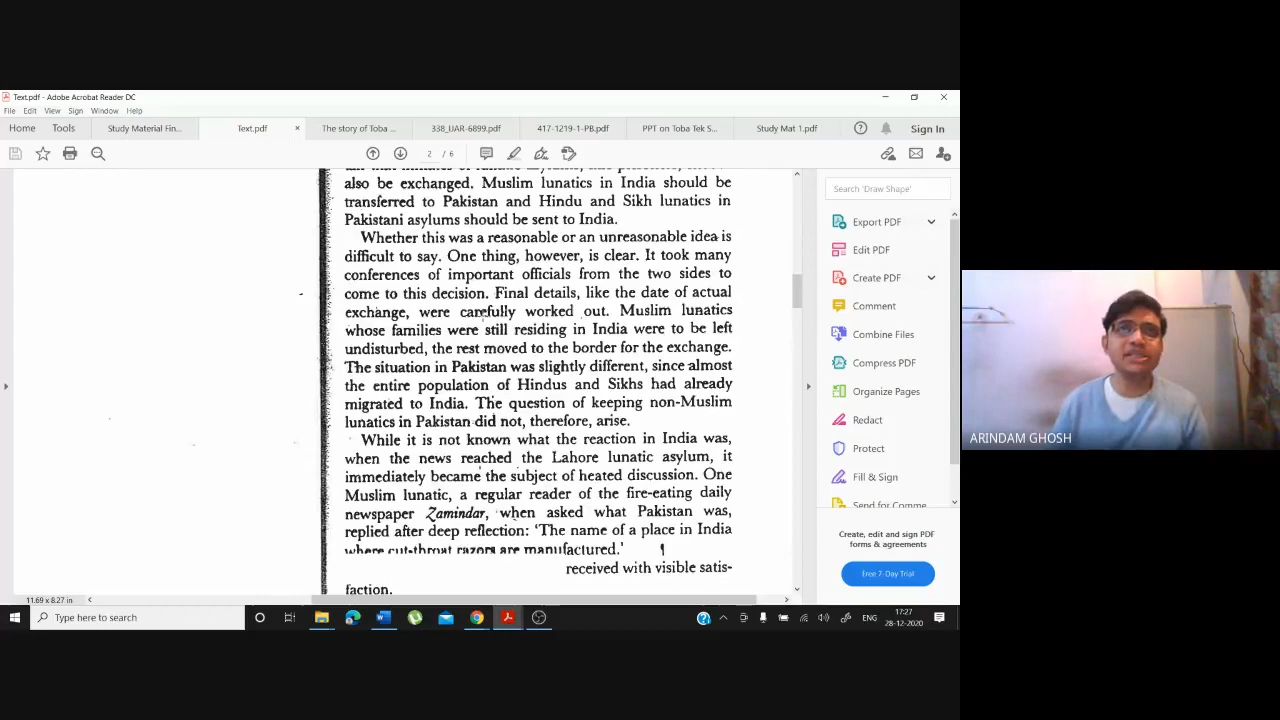 Text.pdf - Adobe Acrobat Reader DC
File Edit View Sign Window Help
Home Tools Study Material Fin... Text.pdf × The story of Toba ... 338_IJAR-6899.pdf 417-1219-1-PB.pdf PPT on Toba Tek S... Study Mat 1.pdf Sign In
2 / 6
also be exchanged. Muslim lunatics in India should be
transferred to Pakistan and Hindu and Sikh lunatics in
Pakistani asylums should be sent to India.
Whether this was a reasonable or an unreasonable idea is
difficult to say. One thing, however, is clear. It took many
conferences of important officials from the two sides to
come to this decision. Final details, like the date of actual
exchange, were carefully worked out. Muslim lunatics
whose families were still residing in India were to be left
undisturbed, the rest moved to the border for the exchange.
The situation in Pakistan was slightly different, since almost
the entire population of Hindus and Sikhs had already
migrated to India. The question of keeping non-Muslim
lunatics in Pakistan did not, therefore, arise.
While it is not known what the reaction in India was,
when the news reached the Lahore lunatic asylum, it
immediately became the subject of heated discussion. One
Muslim lunatic, a regular reader of the fire-eating daily
newspaper Zamindar, when asked what Pakistan was,
replied after deep reflection: 'The name of a place in India
where cut-throat razors are manufactured.'
received with visible satis-
faction.
11.69 x 8.27 in
Search 'Draw Shape'
Export PDF
Edit PDF
Create PDF
Comment
Combine Files
Compress PDF
Organize Pages
Redact
Protect
Fill & Sign
Send for Comme
Create, edit and sign PDF
forms & agreements
Free 7-Day Trial
ARINDAM GHOSH
Type here to search
ENG
17:27
28-12-2020